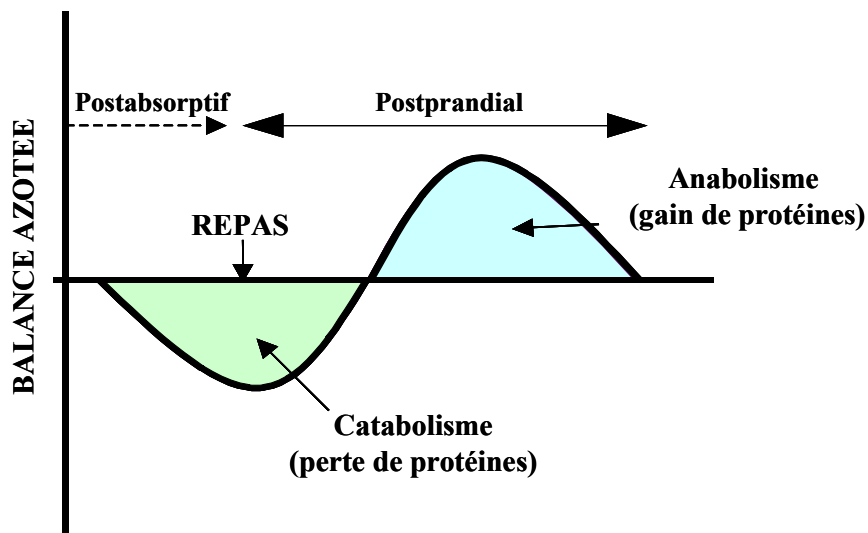 Postabsorptif
Postprandial
Anabolisme
(gain de protéines)
REPAS
BALANCE AZOTEE
Catabolisme
(perte de protéines)